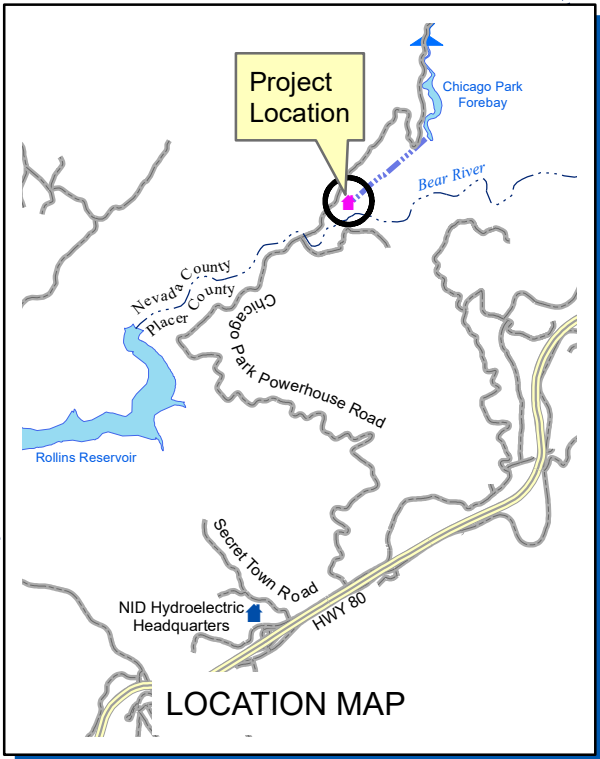 Project
Location
Chicago Park
Forebay
Bear River
Nevada County
Placer County
Chicago Park Powerhouse Road
Rollins Reservoir
Secret Town Road
NID Hydroelectric
Headquarters
HWY 80
LOCATION MAP